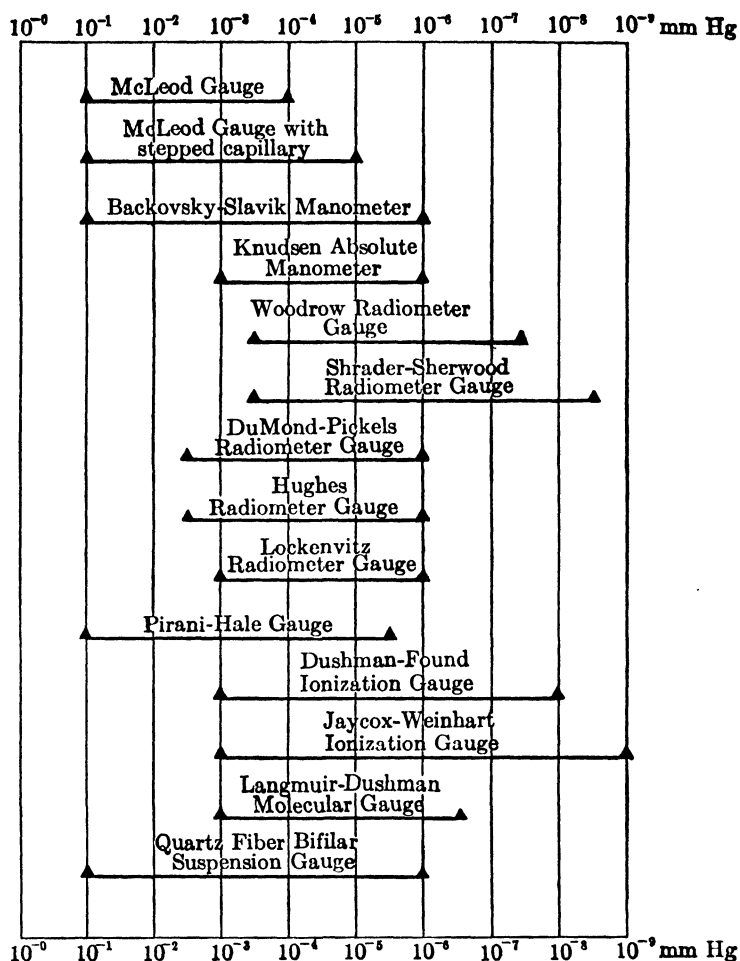 10⁻⁰ 10⁻¹ 10⁻² 10⁻³ 10⁻⁴ 10⁻⁵ 10⁻⁶ 10⁻⁷ 10⁻⁸ 10⁻⁹ mm Hg
McLeod Gauge
McLeod Gauge with
stepped capillary
Backovsky-Slavik Manometer
Knudsen Absolute
Manometer
Woodrow Radiometer
Gauge
Shrader-Sherwood
Radiometer Gauge
DuMond-Pickels
Radiometer Gauge
Hughes
Radiometer Gauge
Lockenvitz
Radiometer Gauge
Pirani-Hale Gauge
Dushman-Found
Ionization Gauge
Jaycox-Weinhart
Ionization Gauge
Langmuir-Dushman
Molecular Gauge
Quartz Fiber Bifilar
Suspension Gauge
10⁻⁰ 10⁻¹ 10⁻² 10⁻³ 10⁻⁴ 10⁻⁵ 10⁻⁶ 10⁻⁷ 10⁻⁸ 10⁻⁹ mm Hg